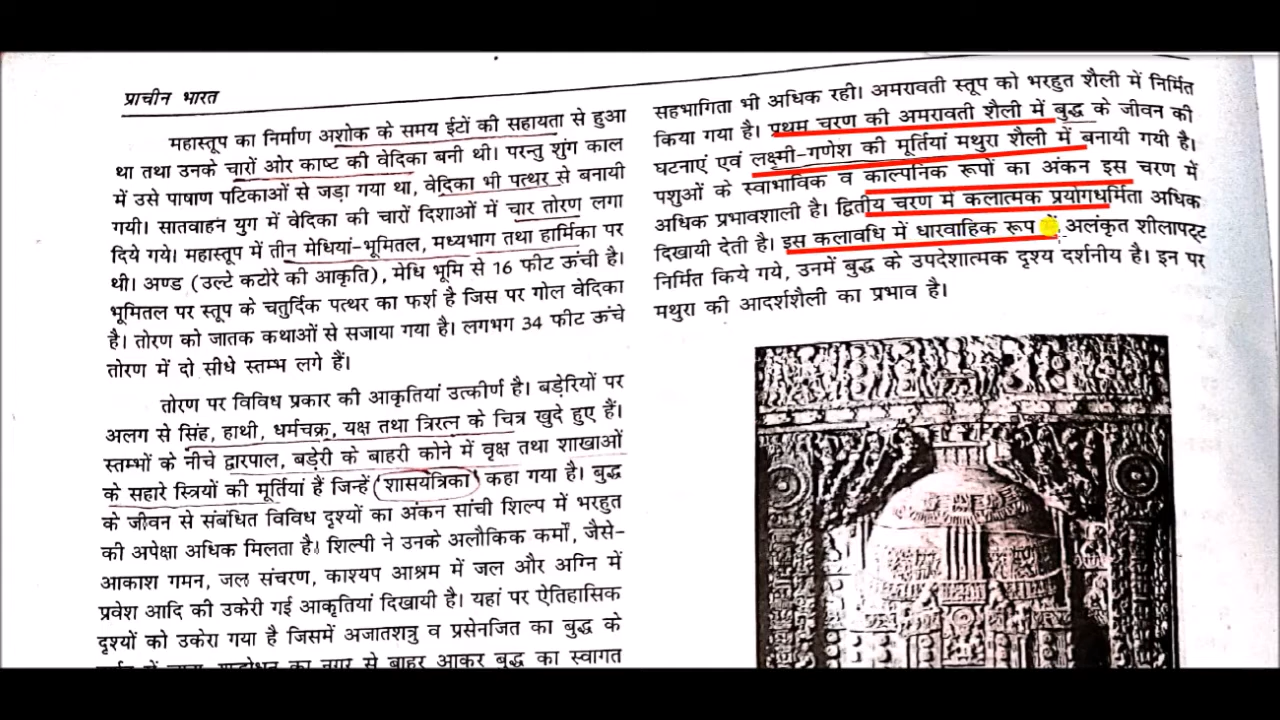 प्राचीन भारत
महास्तूप का निर्माण अशोक के समय ईटों की सहायता से हुआ
था तथा उनके चारों ओर काष्ट की वेदिका बनी थी। परन्तु शुंग काल
में उसे पाषाण पटिकाओं से जड़ा गया था, वेदिका भी पत्थर से बनायी
गयी। सातवाहन युग में वेदिका की चारों दिशाओं में चार तोरण लगा
दिये गये। महास्तूप में तीन मेधियां-भूमितल, मध्यभाग तथा हार्मिका पर
थी। अण्ड (उल्टे कटोरे की आकृति), मेधि भूमि से 16 फीट ऊंची है।
भूमितल पर स्तूप के चतुर्दिक पत्थर का फर्श है जिस पर गोल वेदिका
है। तोरण को जातक कथाओं से सजाया गया है। लगभग 34 फीट ऊंचे
तोरण में दो सीधे स्तम्भ लगे हैं।
तोरण पर विविध प्रकार की आकृतियां उत्कीर्ण है। बड़ेरियों पर
अलग से सिंह, हाथी, धर्मचक्र, यक्ष तथा त्रिरत्न के चित्र खुदे हुए हैं।
स्तम्भों के नीचे द्वारपाल, बड़ेरी के बाहरी कोने में वृक्ष तथा शाखाओं
के सहारे स्त्रियों की मूर्तियां हैं जिन्हें (शासयंत्रिका) कहा गया है। बुद्ध
के जीवन से संबंधित विविध दृश्यों का अंकन सांची शिल्प में भरहुत
की अपेक्षा अधिक मिलता है। शिल्पी ने उनके अलौकिक कर्मों, जैसे-
आकाश गमन, जल संचरण, काश्यप आश्रम में जल और अग्नि में
प्रवेश आदि की उकेरी गई आकृतियां दिखायी है। यहां पर ऐतिहासिक
दृश्यों को उकेरा गया है जिसमें अजातशत्रु व प्रसेनजित का बुद्ध के
का नगर से बाहर आकर बुद्ध का स्वागत
सहभागिता भी अधिक रही। अमरावती स्तूप को भरहुत शैली में निर्मित
किया गया है। प्रथम चरण की अमरावती शैली में बुद्ध के जीवन की
घटनाएं एवं लक्ष्मी-गणेश की मूर्तियां मथुरा शैली में बनायी गयी है।
पशुओं के स्वाभाविक व काल्पनिक रूपों का अंकन इस चरण में
अधिक प्रभावशाली है। द्वितीय चरण में कलात्मक प्रयोगधर्मिता अधिक
दिखायी देती है। इस कलावधि में धारवाहिक रूप में अलंकृत शीलापट्ट
निर्मित किये गये, उनमें बुद्ध के उपदेशात्मक दृश्य दर्शनीय है। इन पर
मथुरा की आदर्शशैली का प्रभाव है।